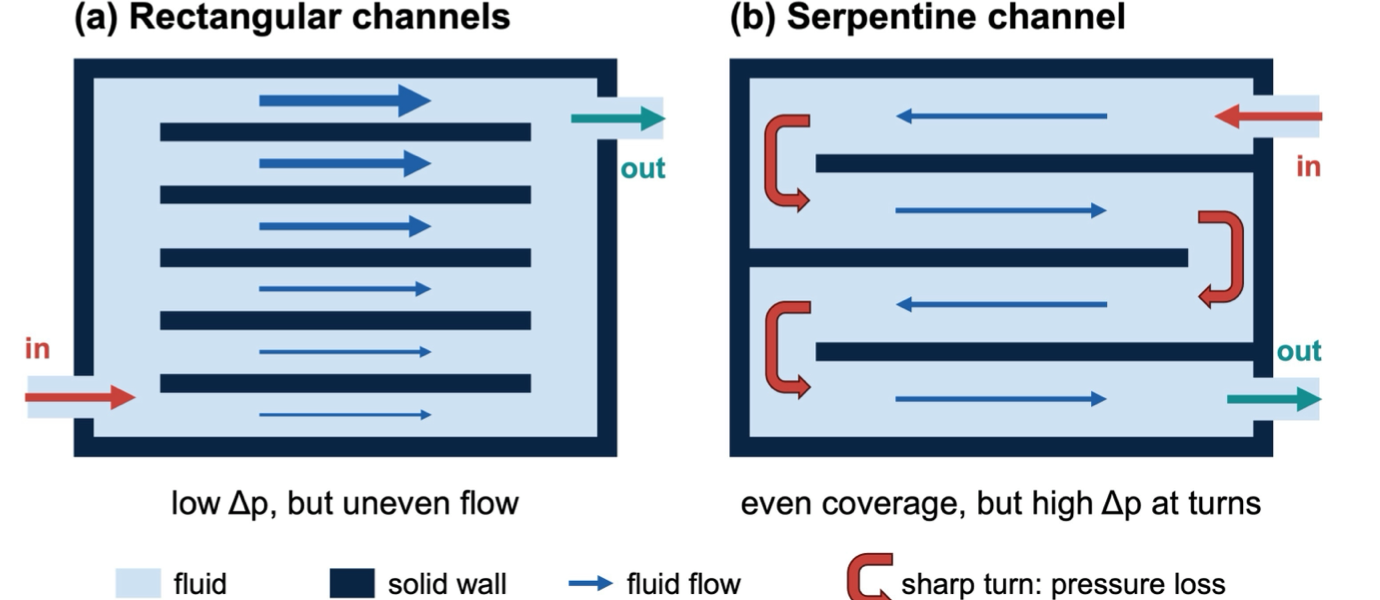 (a) Rectangular channels
out
in
low Δp, but uneven flow
(b) Serpentine channel
in
out
even coverage, but high Δp at turns
fluid
solid wall
fluid flow
sharp turn: pressure loss